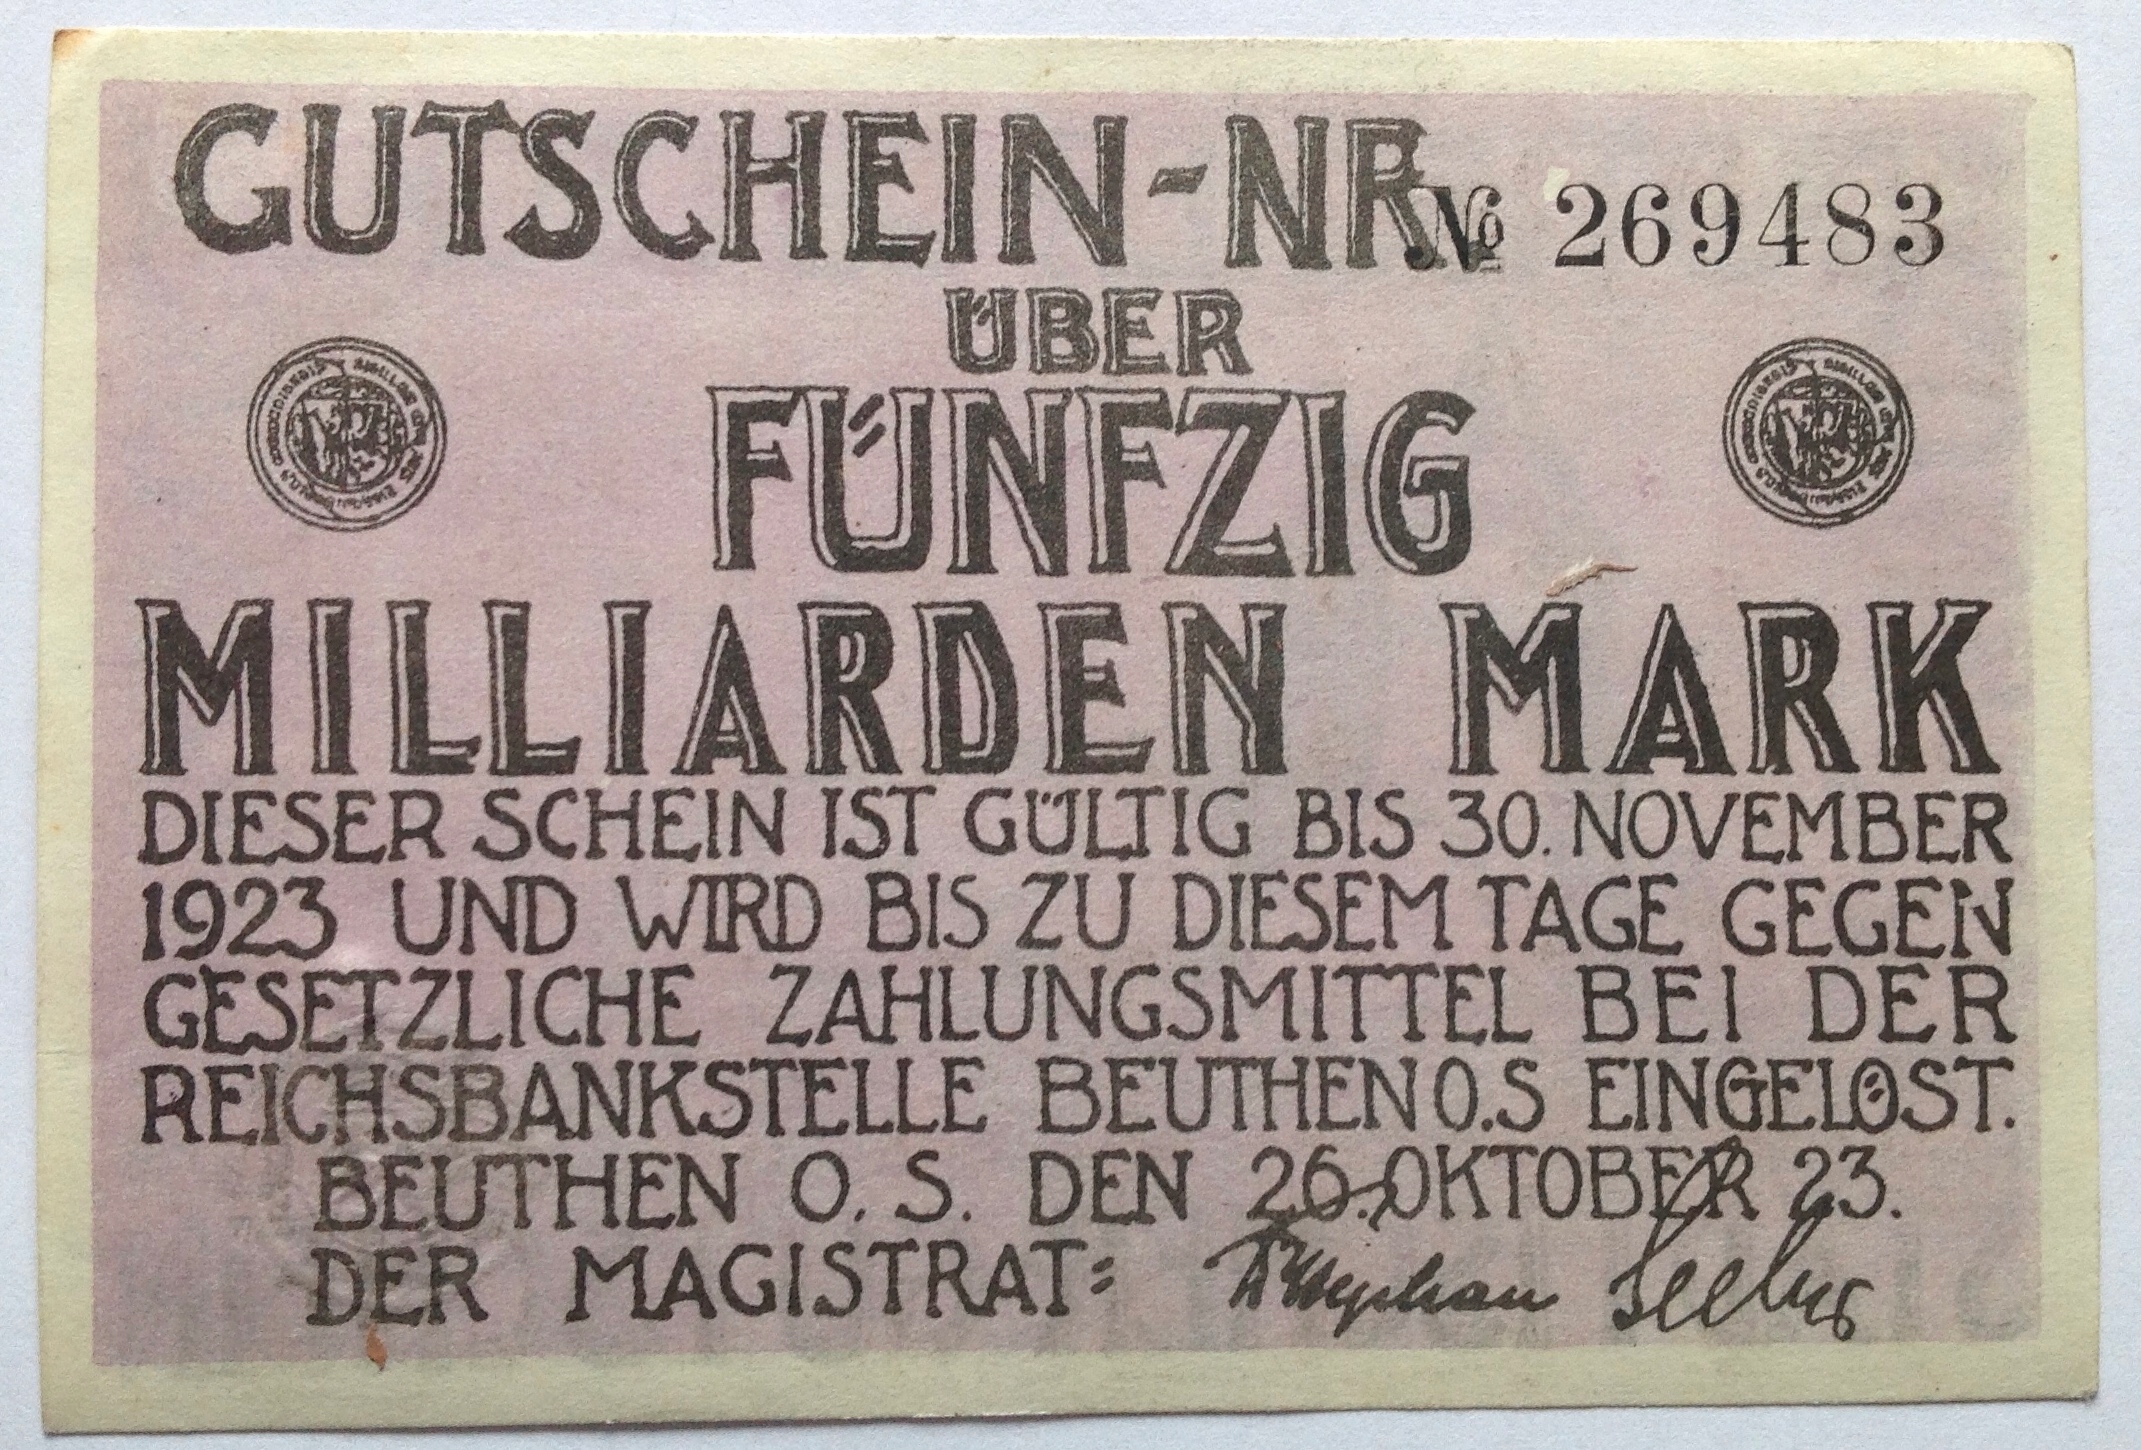 GUTSCHEIN-NR. № 269483
ÜBER
FÜNFZIG
MILLIARDEN MARK
DIESER SCHEIN IST GÜLTIG BIS 30. NOVEMBER
1923 UND WIRD BIS ZU DIESEM TAGE GEGEN
GESETZLICHE ZAHLUNGSMITTEL BEI DER
REICHSBANKSTELLE BEUTHEN O.S EINGELÖST.
BEUTHEN O. S. DEN 26. OKTOBER 23.
DER MAGISTRAT: